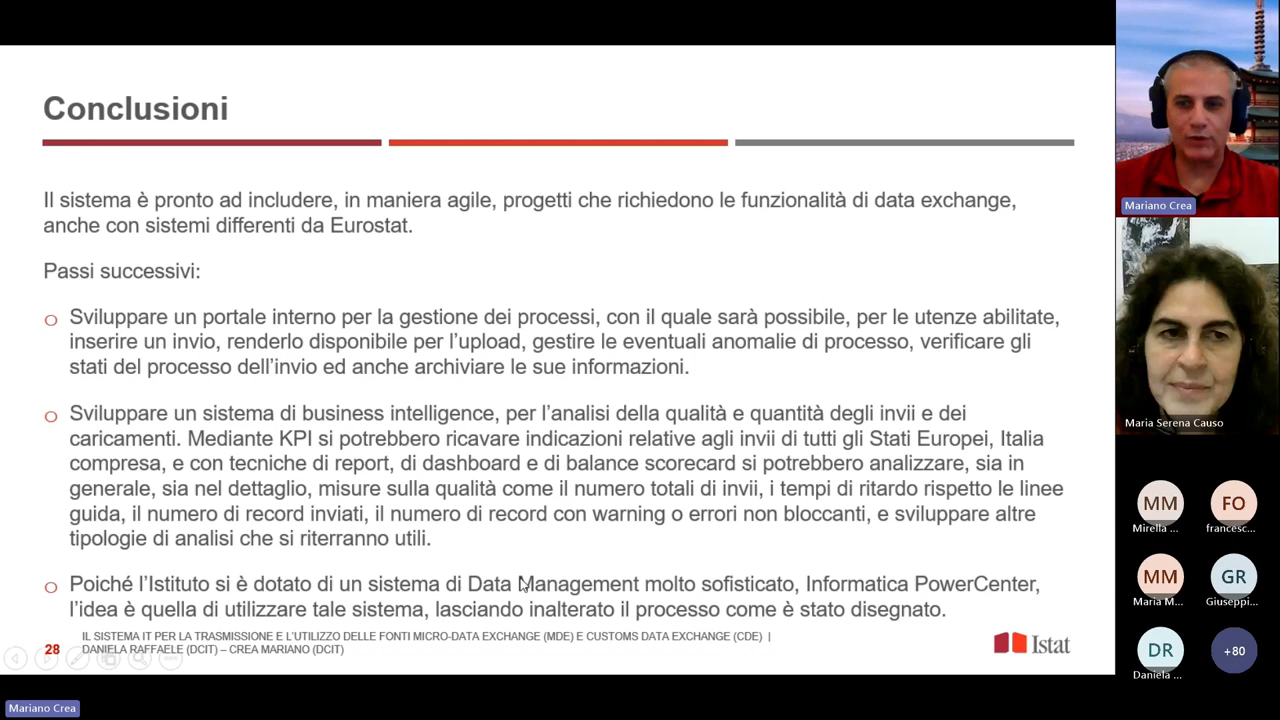 Conclusioni
Il sistema è pronto ad includere, in maniera agile, progetti che richiedono le funzionalità di data exchange,
anche con sistemi differenti da Eurostat.
Passi successivi:
o Sviluppare un portale interno per la gestione dei processi, con il quale sarà possibile, per le utenze abilitate,
inserire un invio, renderlo disponibile per l’upload, gestire le eventuali anomalie di processo, verificare gli
stati del processo dell’invio ed anche archiviare le sue informazioni.
o Sviluppare un sistema di business intelligence, per l’analisi della qualità e quantità degli invii e dei
caricamenti. Mediante KPI si potrebbero ricavare indicazioni relative agli invii di tutti gli Stati Europei, Italia
compresa, e con tecniche di report, di dashboard e di balance scorecard si potrebbero analizzare, sia in
generale, sia nel dettaglio, misure sulla qualità come il numero totali di invii, i tempi di ritardo rispetto le linee
guida, il numero di record inviati, il numero di record con warning o errori non bloccanti, e sviluppare altre
tipologie di analisi che si riterranno utili.
o Poiché l’Istituto si è dotato di un sistema di Data Management molto sofisticato, Informatica PowerCenter,
l’idea è quella di utilizzare tale sistema, lasciando inalterato il processo come è stato disegnato.
28
IL SISTEMA IT PER LA TRASMISSIONE E L’UTILIZZO DELLE FONTI MICRO-DATA EXCHANGE (MDE) E CUSTOMS DATA EXCHANGE (CDE) |
DANIELA RAFFAELE (DCIT) – CREA MARIANO (DCIT)
Istat
Mariano Crea
Mariano Crea
Maria Serena Causo
MM
Mirella ...
FO
francesc...
MM
Maria M...
GR
Giuseppi...
DR
Daniela ...
+80